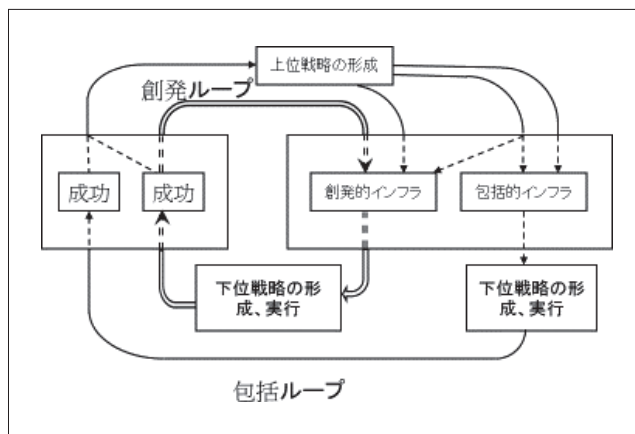 上位戦略の形成
創発ループ
成功
成功
創発的インフラ
包括的インフラ
下位戦略の形
成、実行
下位戦略の形
成、実行
包括ループ